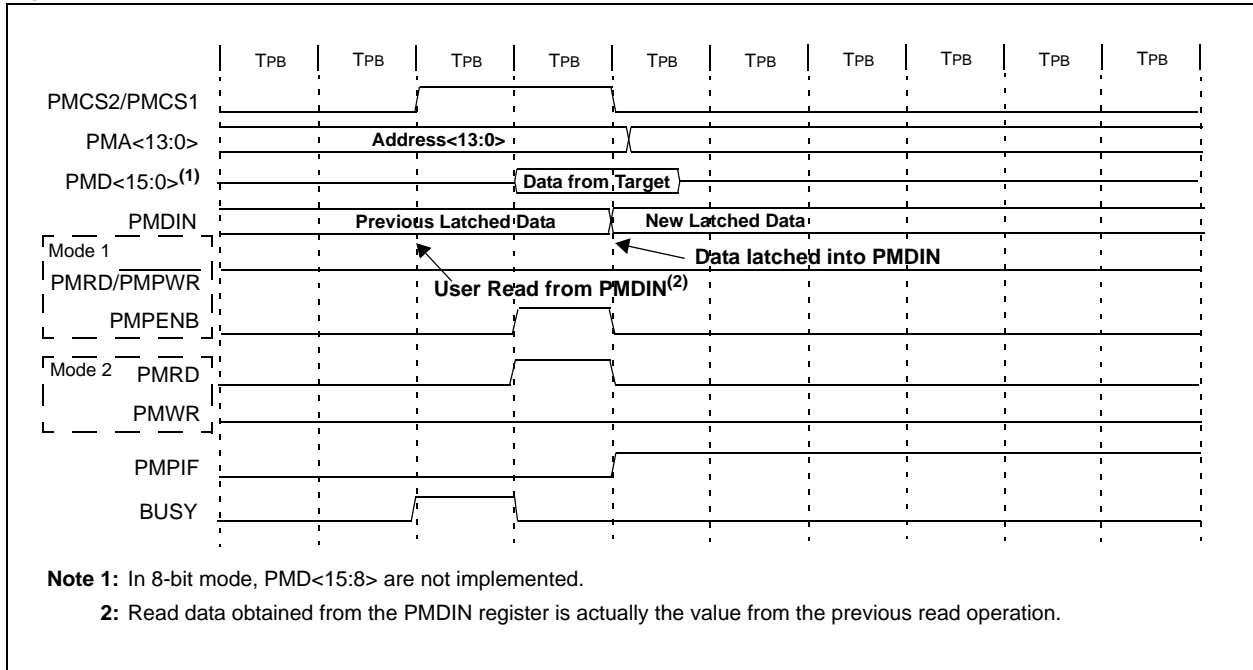 TPB TPB TPB TPB TPB TPB TPB TPB TPB TPB
PMCS2/PMCS1
PMA<13:0> Address<13:0>
PMD<15:0>(1) Data from Target
PMDIN Previous Latched Data New Latched Data
Mode 1 Data latched into PMDIN
PMRD/PMPWR User Read from PMDIN(2)
PMPENB
Mode 2 PMRD
PMWR
PMPIF
BUSY
Note 1: In 8-bit mode, PMD<15:8> are not implemented.
2: Read data obtained from the PMDIN register is actually the value from the previous read operation.